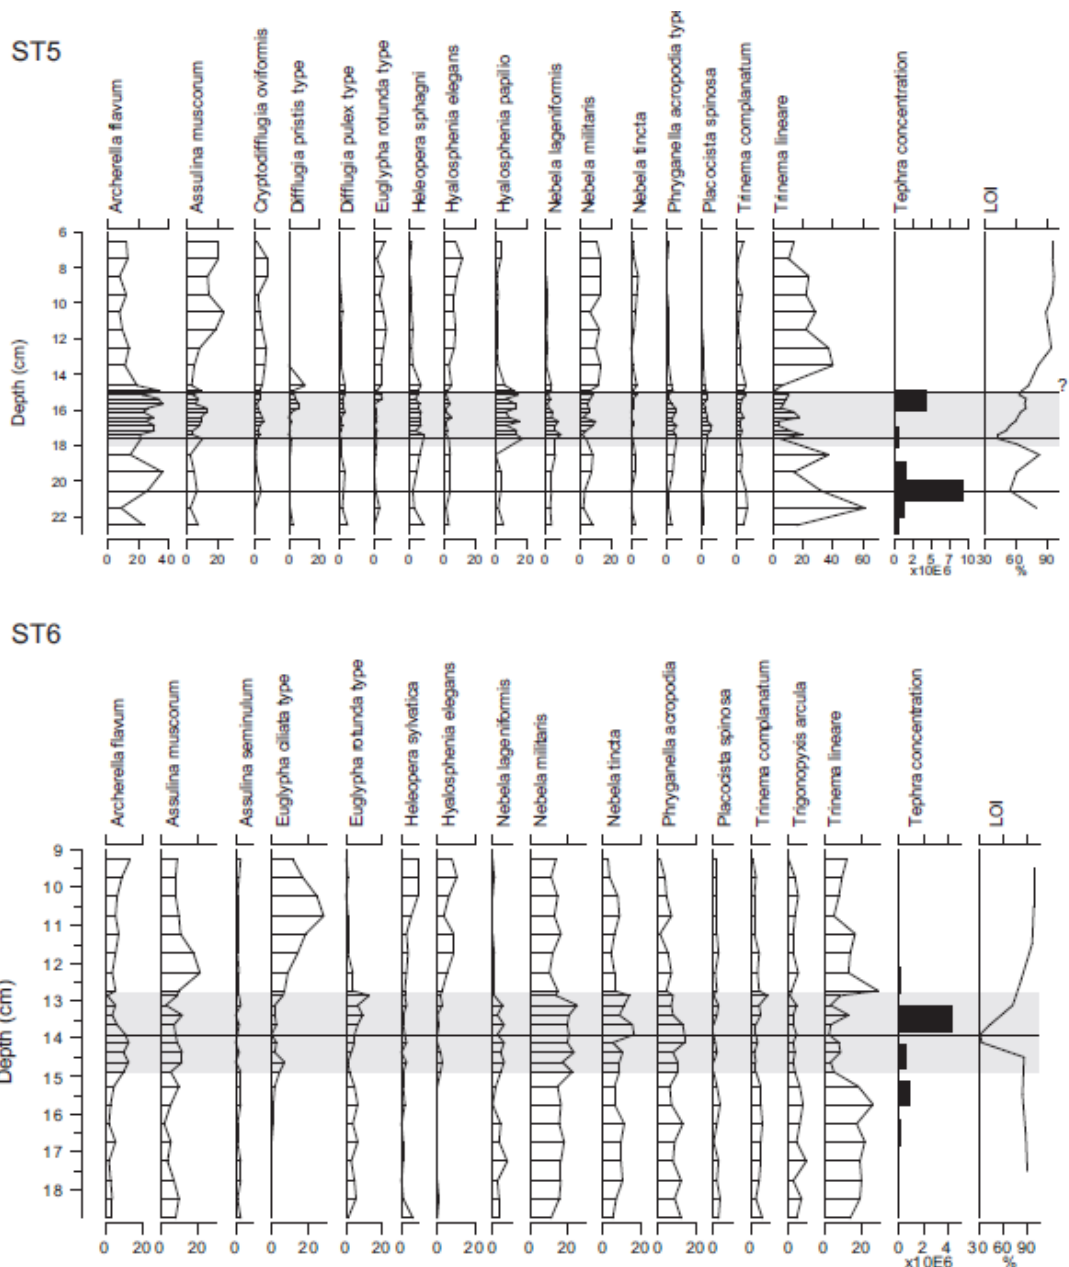 ST5
Archerella flavum
Assulina muscorum
Cryptodifflugia oviformis
Difflugia pristis type
Difflugia pulex type
Euglypha rotunda type
Heleopera sphagni
Hyalosphenia elegans
Hyalosphenia papilio
Nebela lageniformis
Nebela militaris
Nebela tincta
Phryganella acropodia type
Placocista spinosa
Trinema complanatum
Trinema lineare
Tephra concentration
LOI
Depth (cm)
6
8
10
12
14
16
18
20
22
?
0 20 40 0 20 0 0 20 0 0 0 0 20 0 20 0 0 20 0 0 0 0 0 20 40 60 0 2 5 7 10 30 60 90
x10E6 %
ST6
Archerella flavum
Assulina muscorum
Assulina seminulum
Euglypha ciliata type
Euglypha rotunda type
Heleopera sylvatica
Hyalosphenia elegans
Nebela lageniformis
Nebela militaris
Nebela tincta
Phryganella acropodia
Placocista spinosa
Trinema complanatum
Trigonopyxis arcula
Trinema lineare
Tephra concentration
LOI
Depth (cm)
9
10
11
12
13
14
15
16
17
18
0 20 0 20 0 0 20 0 20 0 0 0 0 20 0 20 0 20 0 0 0 0 20 0 2 4 30 60 90
x10E6 %